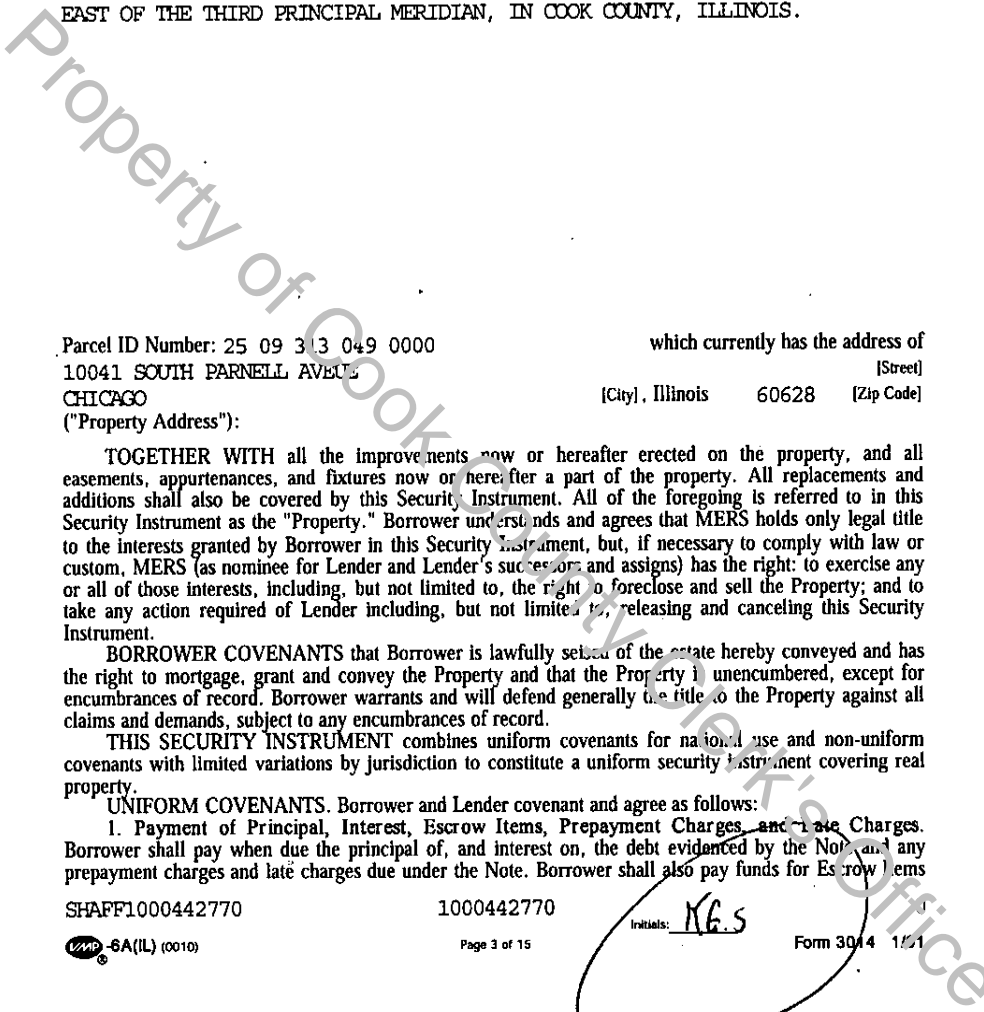 EAST OF THE THIRD PRINCIPAL MERIDIAN, IN COOK COUNTY, ILLINOIS.
Parcel ID Number: 25 09 313 049 0000 which currently has the address of
10041 SOUTH PARNELL AVEUE [Street]
CHICAGO [City], Illinois 60628 [Zip Code]
("Property Address"):
TOGETHER WITH all the improvements now or hereafter erected on the property, and all
easements, appurtenances, and fixtures now or hereafter a part of the property. All replacements and
additions shall also be covered by this Security Instrument. All of the foregoing is referred to in this
Security Instrument as the "Property." Borrower understands and agrees that MERS holds only legal title
to the interests granted by Borrower in this Security Instrument, but, if necessary to comply with law or
custom, MERS (as nominee for Lender and Lender's successors and assigns) has the right: to exercise any
or all of those interests, including, but not limited to, the right to foreclose and sell the Property; and to
take any action required of Lender including, but not limited to, releasing and canceling this Security
Instrument.
BORROWER COVENANTS that Borrower is lawfully seised of the estate hereby conveyed and has
the right to mortgage, grant and convey the Property and that the Property is unencumbered, except for
encumbrances of record. Borrower warrants and will defend generally the title to the Property against all
claims and demands, subject to any encumbrances of record.
THIS SECURITY INSTRUMENT combines uniform covenants for national use and non-uniform
covenants with limited variations by jurisdiction to constitute a uniform security instrument covering real
property.
UNIFORM COVENANTS. Borrower and Lender covenant and agree as follows:
1. Payment of Principal, Interest, Escrow Items, Prepayment Charges, and Late Charges.
Borrower shall pay when due the principal of, and interest on, the debt evidenced by the Note and any
prepayment charges and late charges due under the Note. Borrower shall also pay funds for Escrow Items
SHAFF1000442770 1000442770 Initials: K.G.S
VMP®-6A(IL) (0010) Page 3 of 15 Form 3014 1/01
Property of Cook County Clerk's Office